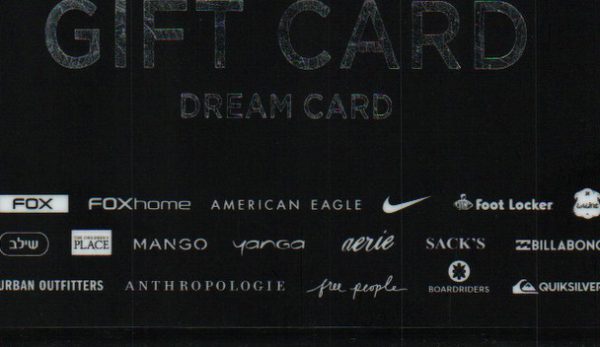 GIFT CARD
DREAM CARD
FOX FOXhome AMERICAN EAGLE Foot Locker
שילב THE CHILDREN'S PLACE MANGO yanga aerie SACK'S BILLABONG
URBAN OUTFITTERS ANTHROPOLOGIE free people BOARDRIDERS QUIKSILVER